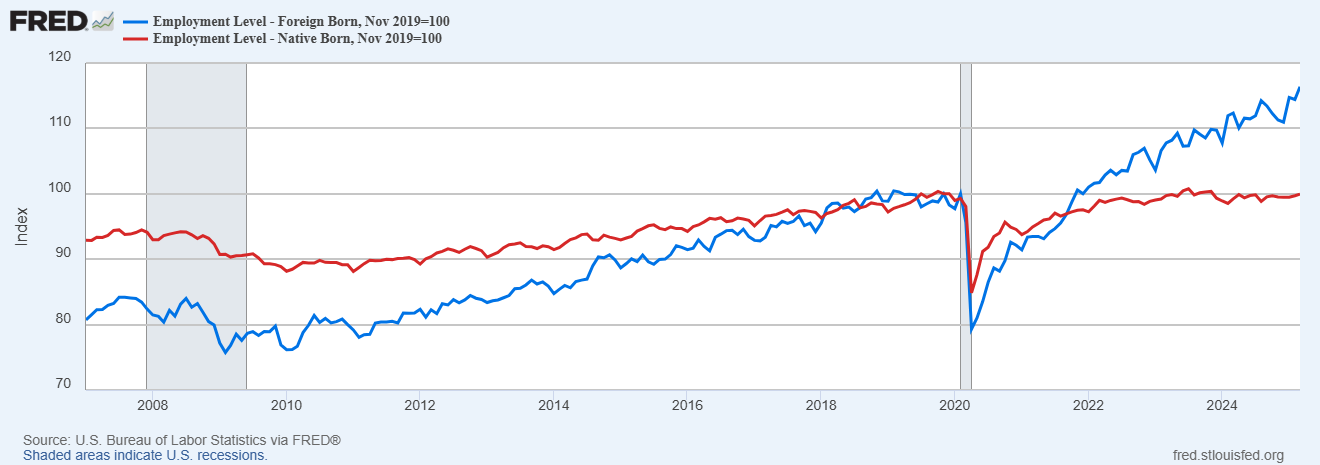 FRED
Employment Level - Foreign Born, Nov 2019=100
Employment Level - Native Born, Nov 2019=100
120
110
100
90
80
70
Index
2008 2010 2012 2014 2016 2018 2020 2022 2024
Source: U.S. Bureau of Labor Statistics via FRED®
Shaded areas indicate U.S. recessions.
fred.stlouisfed.org